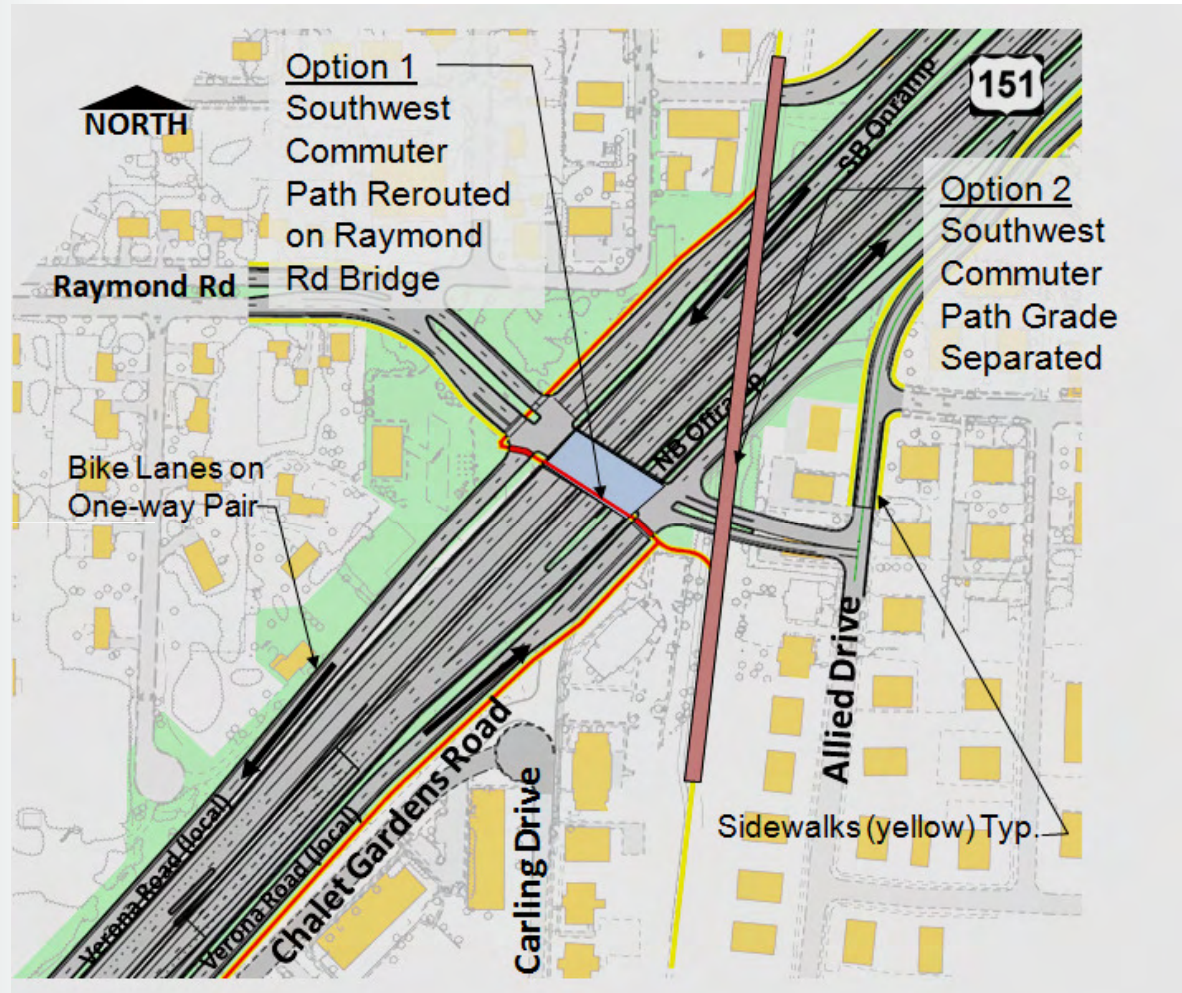 Option 1
Southwest
Commuter
Path Rerouted
on Raymond
Rd Bridge
NORTH
151
SB Onramp
Option 2
Southwest
Commuter
Path Grade
Separated
Raymond Rd
NB Offramp
Bike Lanes on
One-way Pair
Allied Drive
Sidewalks (yellow) Typ.
Chalet Gardens Road
Carling Drive
Verona Road (local)
Verona Road (local)